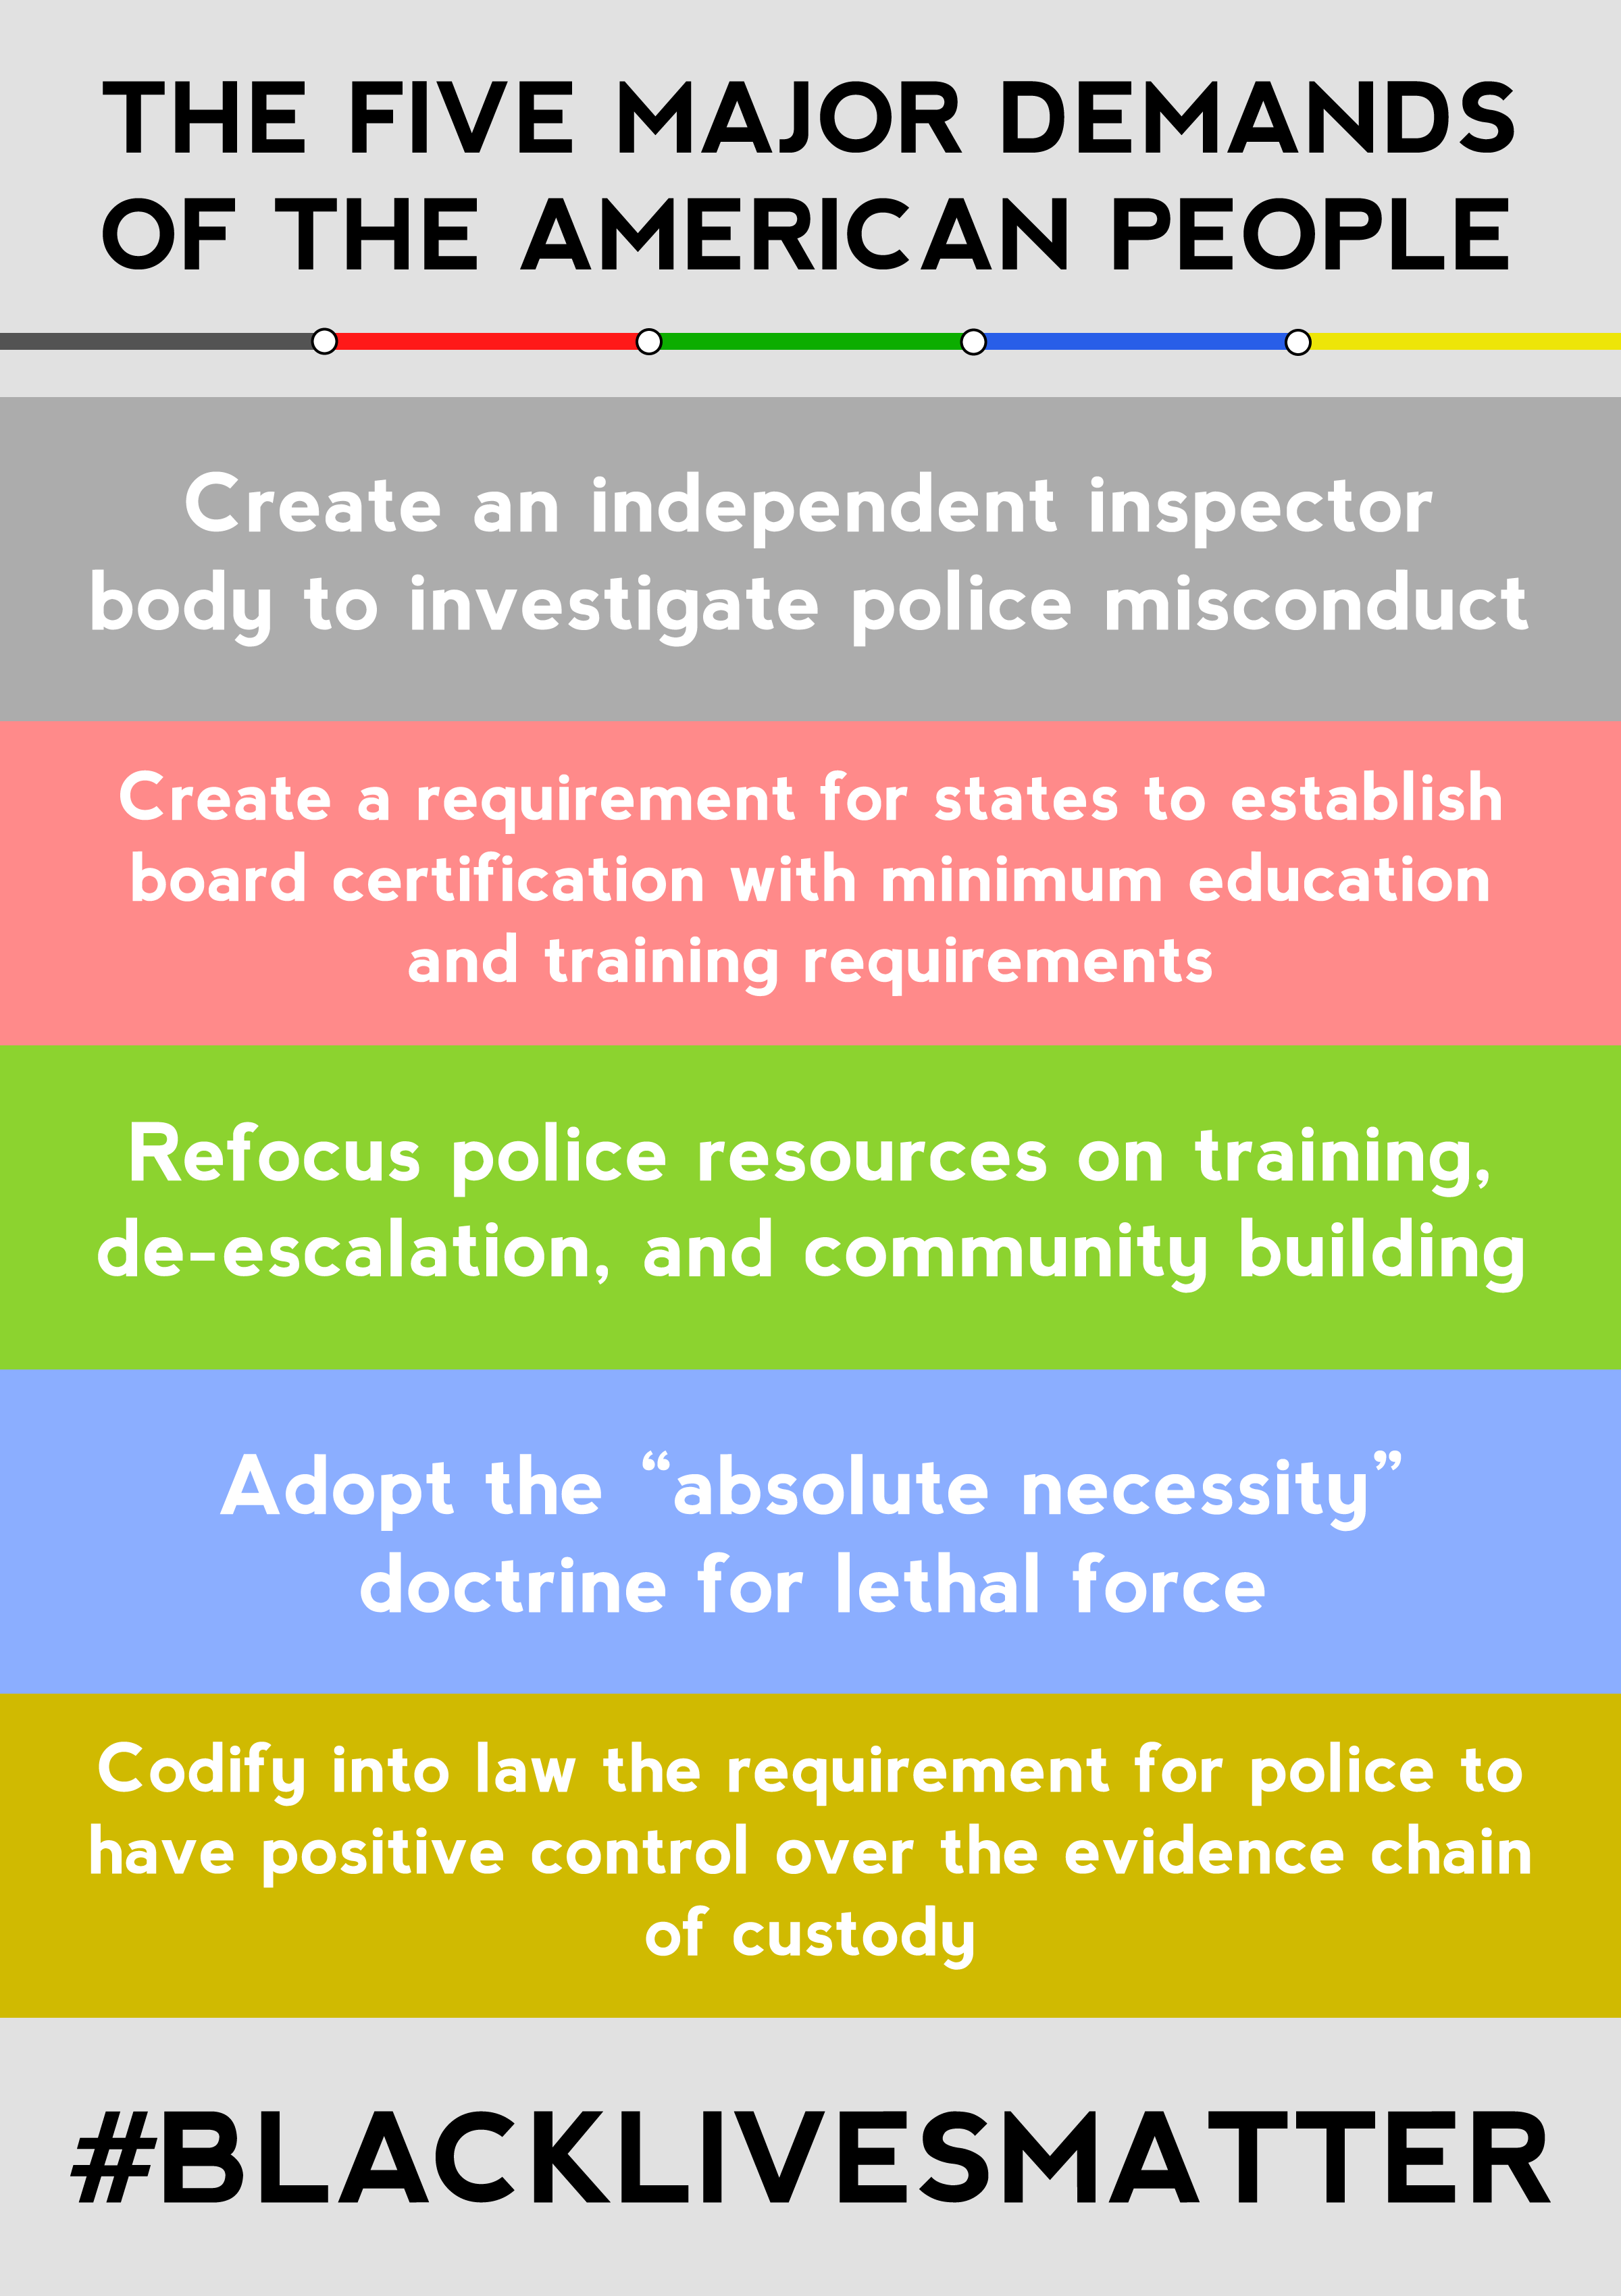 THE FIVE MAJOR DEMANDS
OF THE AMERICAN PEOPLE
Create an independent inspector
body to investigate police misconduct
Create a requirement for states to establish
board certification with minimum education
and training requirements
Refocus police resources on training,
de-escalation, and community building
Adopt the “absolute necessity”
doctrine for lethal force
Codify into law the requirement for police to
have positive control over the evidence chain
of custody
#BLACKLIVESMATTER